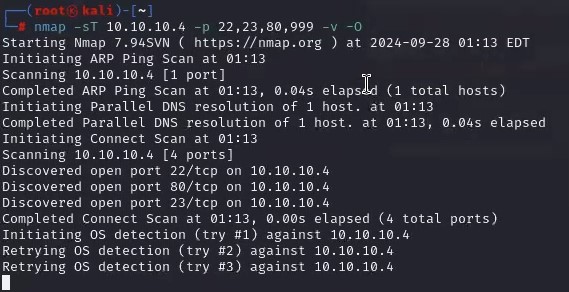 ┌──(root㉿kali)-[~]
└─# nmap -sT 10.10.10.4 -p 22,23,80,999 -v -O
Starting Nmap 7.94SVN ( https://nmap.org ) at 2024-09-28 01:13 EDT
Initiating ARP Ping Scan at 01:13
Scanning 10.10.10.4 [1 port]
Completed ARP Ping Scan at 01:13, 0.04s elapsed (1 total hosts)
Initiating Parallel DNS resolution of 1 host. at 01:13
Completed Parallel DNS resolution of 1 host. at 01:13, 0.04s elapsed
Initiating Connect Scan at 01:13
Scanning 10.10.10.4 [4 ports]
Discovered open port 22/tcp on 10.10.10.4
Discovered open port 80/tcp on 10.10.10.4
Discovered open port 23/tcp on 10.10.10.4
Completed Connect Scan at 01:13, 0.00s elapsed (4 total ports)
Initiating OS detection (try #1) against 10.10.10.4
Retrying OS detection (try #2) against 10.10.10.4
Retrying OS detection (try #3) against 10.10.10.4